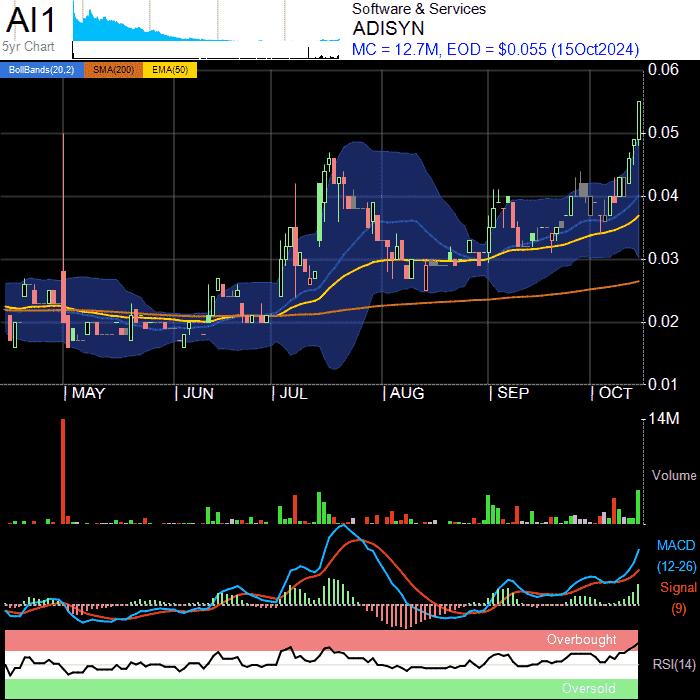 AI1
5yr Chart
Software & Services
ADISYN
MC = 12.7M, EOD = $0.055 (15Oct2024)
BollBands(20,2) SMA(200) EMA(50)
0.06
0.05
0.04
0.03
0.02
0.01
MAY JUN JUL AUG SEP OCT
14M
Volume
MACD
(12-26)
Signal
(9)
Overbought
RSI(14)
Oversold